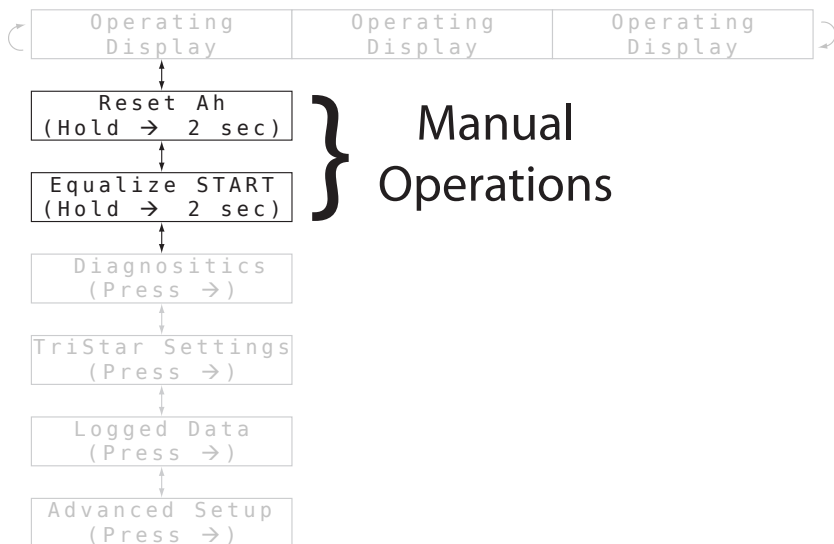 Operating Operating Operating
Display Display Display
Reset Ah
(Hold → 2 sec)
Equalize START
(Hold → 2 sec)
Manual
Operations
Diagnositics
(Press →)
TriStar Settings
(Press →)
Logged Data
(Press →)
Advanced Setup
(Press →)